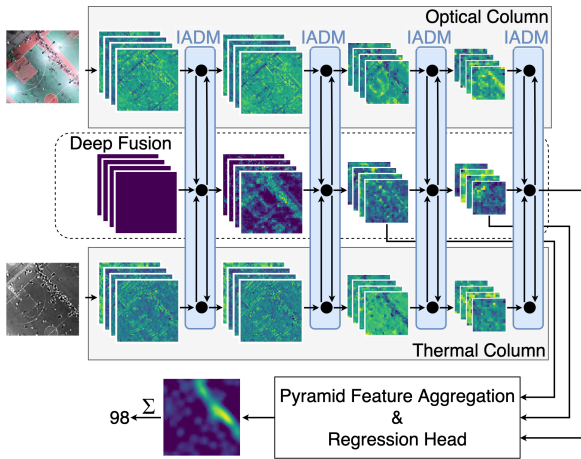 Optical Column
IADM IADM IADM IADM
Deep Fusion
Thermal Column
Pyramid Feature Aggregation
&
Regression Head
98 Σ